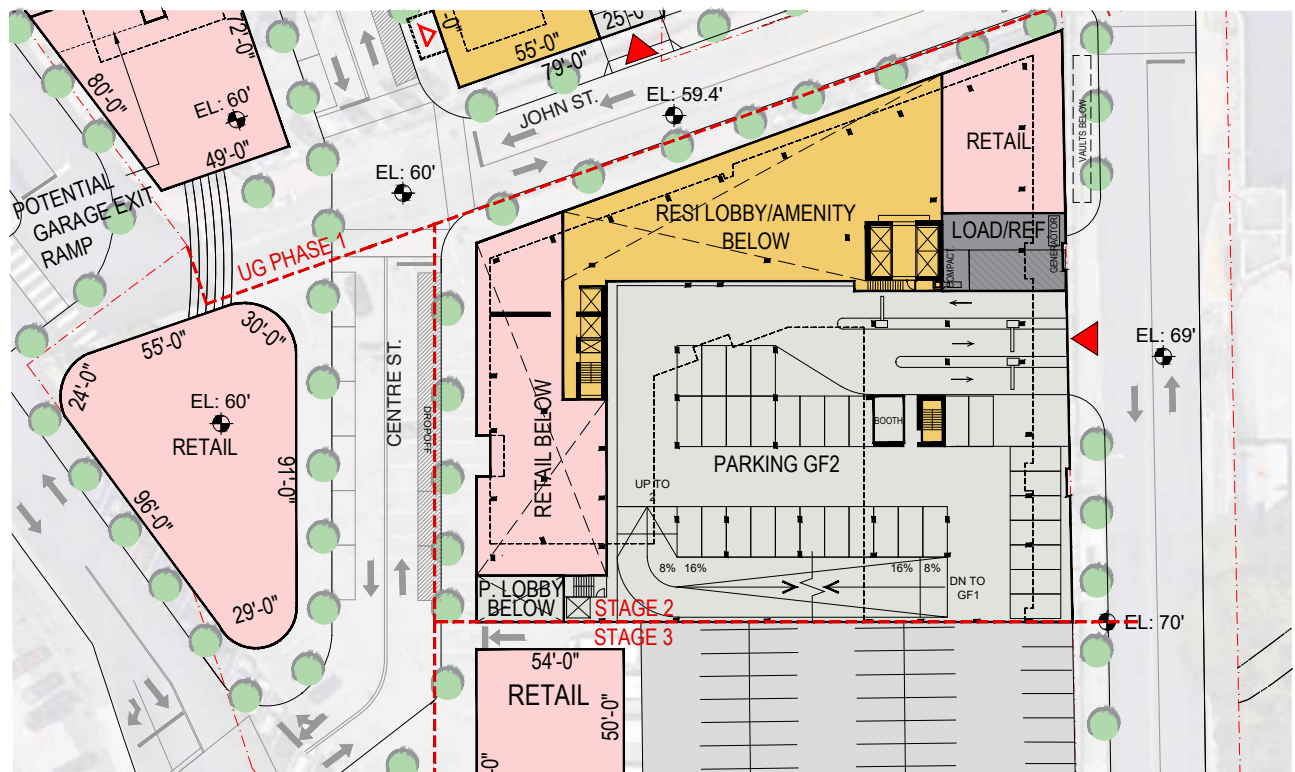 72'-0"
80'-0"
EL: 60'
49'-0"
55'-0"
79'-0"
25'-0"
JOHN ST.
EL: 59.4'
EL: 60'
POTENTIAL
GARAGE EXIT
RAMP
UG PHASE 1
RETAIL
VAULTS BELOW
RESI LOBBY/AMENITY
BELOW
LOAD/REF.
GENERAOTOR
COMPACT.
55'-0"
30'-0"
24'-0"
EL: 60'
RETAIL
91'-0"
96'-0"
29'-0"
CENTRE ST.
DROPOFF
RETAIL BELOW
EL: 69'
BOOTH
PARKING GF2
UP TO
2
8%
16%
16%
8%
DN TO
GF1
P. LOBBY
BELOW
STAGE 2
STAGE 3
EL: 70'
54'-0"
RETAIL
50'-0"